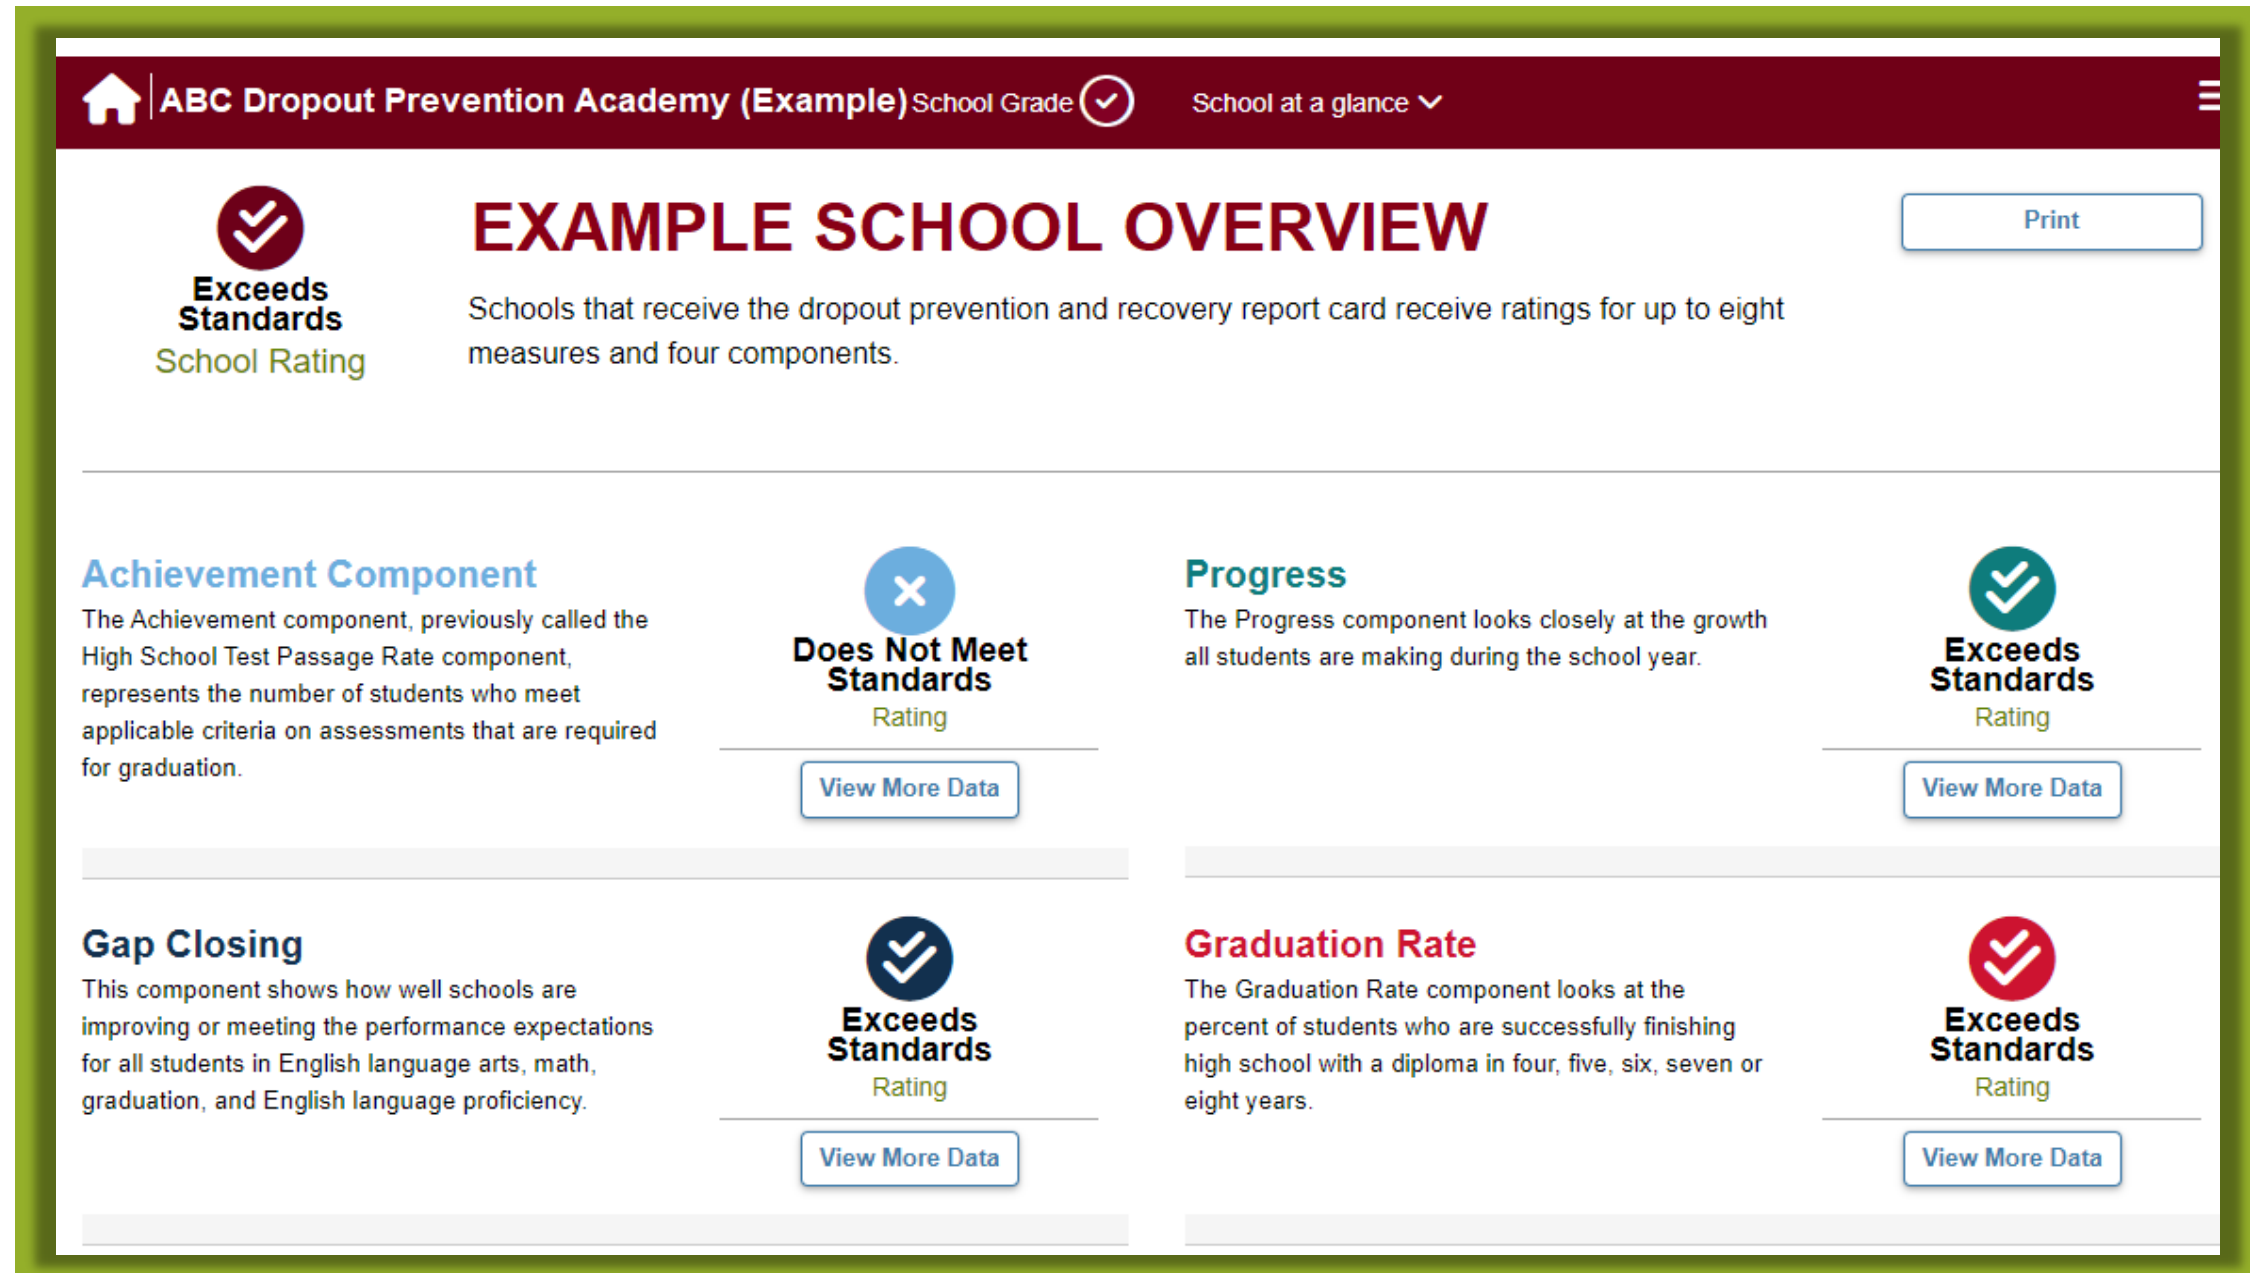 ABC Dropout Prevention Academy (Example) School Grade School at a glance
Exceeds
Standards
School Rating
EXAMPLE SCHOOL OVERVIEW
Schools that receive the dropout prevention and recovery report card receive ratings for up to eight
measures and four components.
Print
Achievement Component
The Achievement component, previously called the
High School Test Passage Rate component,
represents the number of students who meet
applicable criteria on assessments that are required
for graduation.
Does Not Meet
Standards
Rating
View More Data
Progress
The Progress component looks closely at the growth
all students are making during the school year.
Exceeds
Standards
Rating
View More Data
Gap Closing
This component shows how well schools are
improving or meeting the performance expectations
for all students in English language arts, math,
graduation, and English language proficiency.
Exceeds
Standards
Rating
View More Data
Graduation Rate
The Graduation Rate component looks at the
percent of students who are successfully finishing
high school with a diploma in four, five, six, seven or
eight years.
Exceeds
Standards
Rating
View More Data